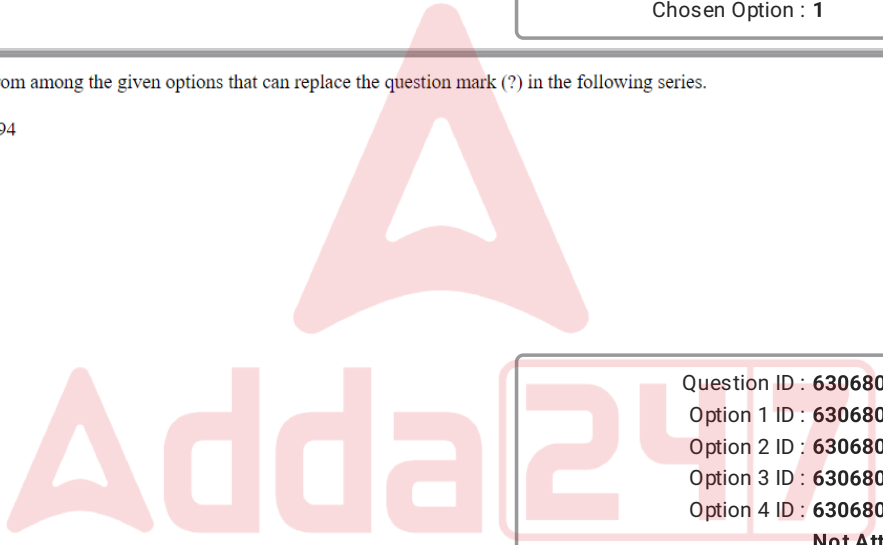 Chosen Option : 1
om among the given options that can replace the question mark (?) in the following series.
94
Adda247
Question ID : 630680
Option 1 ID : 630680
Option 2 ID : 630680
Option 3 ID : 630680
Option 4 ID : 630680
Not Att